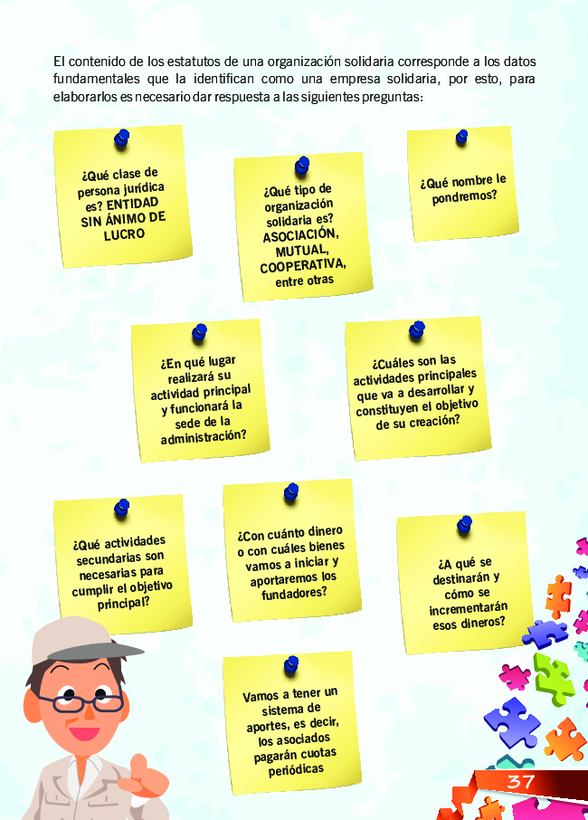 El contenido de los estatutos de una organización solidaria corresponde a los datos
fundamentales que la identifican como una empresa solidaria, por esto, para
elaborarlos es necesario dar respuesta a las siguientes preguntas:
¿Qué clase de
persona jurídica
es? ENTIDAD
SIN ÁNIMO DE
LUCRO
¿Qué tipo de
organización
solidaria es?
ASOCIACIÓN,
MUTUAL,
COOPERATIVA,
entre otras
¿Qué nombre le
pondremos?
¿En qué lugar
realizará su
actividad principal
y funcionará la
sede de la
administración?
¿Cuáles son las
actividades principales
que va a desarrollar y
constituyen el objetivo
de su creación?
¿Qué actividades
secundarias son
necesarias para
cumplir el objetivo
principal?
¿Con cuánto dinero
o con cuáles bienes
vamos a iniciar y
aportaremos los
fundadores?
¿A qué se
destinarán y
cómo se
incrementarán
esos dineros?
Vamos a tener un
sistema de
aportes, es decir,
los asociados
pagarán cuotas
periódicas
37